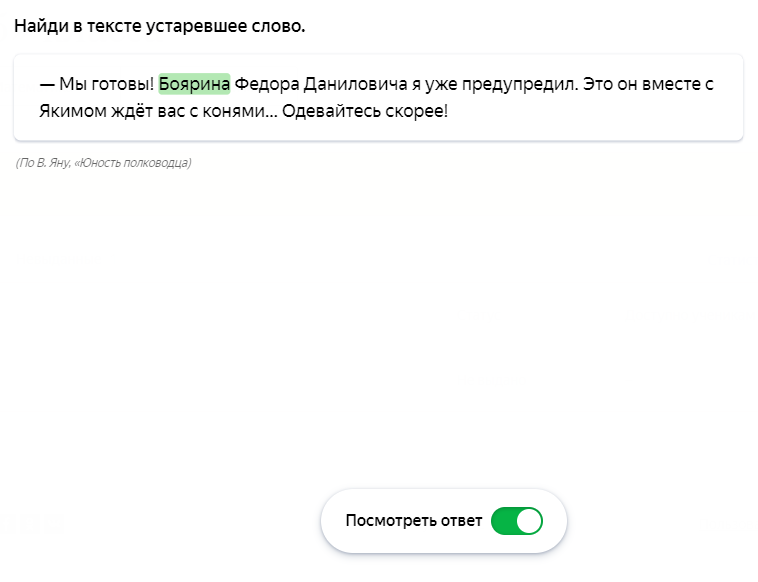 Найди в тексте устаревшее слово.
— Мы готовы! Боярина Федора Даниловича я уже предупредил. Это он вместе с
Якимом ждёт вас с конями... Одевайтесь скорее!
(По В. Яну, «Юность полководца)
Посмотреть ответ